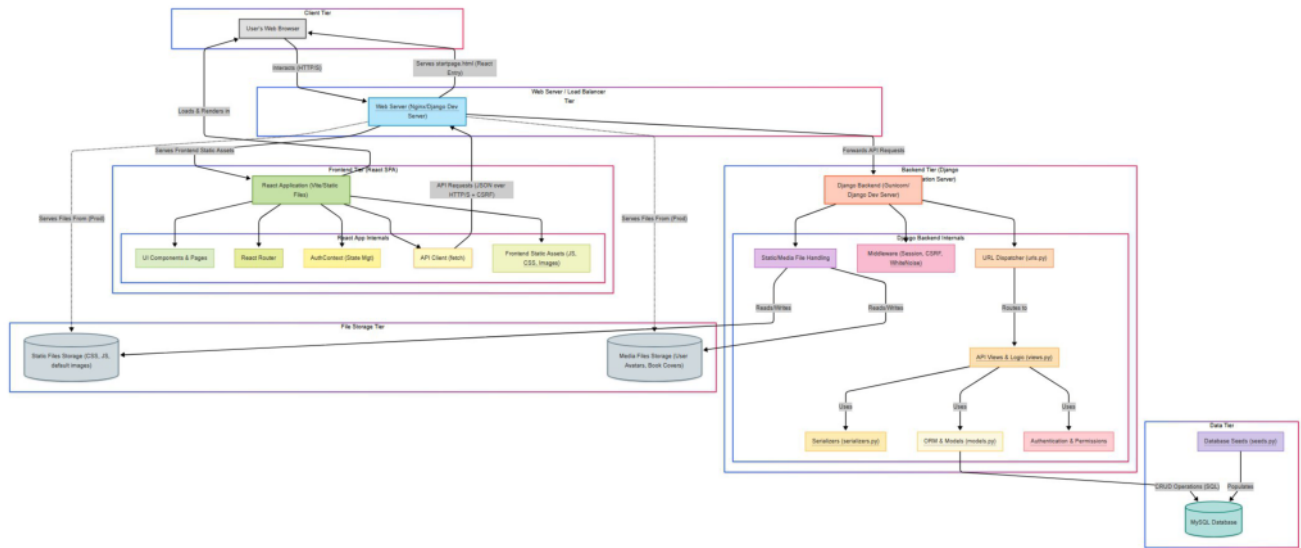 Client Tier
User's Web Browser
Interacts (HTTP/S)
Serves startpage.html (React
Entry)
Loads & Renders in
Web Server / Load Balancer
Tier
Web Server (Nginx/Django Dev
Server)
Serves Frontend Static Assets
Forwards API Requests
Frontend Tier (React SPA)
React Application (Vite/Static
Files)
API Requests (JSON over
HTTP/S + CSRF)
Serves Files From (Prod)
Serves Files From (Prod)
React App Internals
UI Components & Pages
React Router
AuthContext (State Mgt)
API Client (fetch)
Frontend Static Assets (JS,
CSS, Images)
Backend Tier (Django
ation Server)
Django Backend (Gunicorn/
Django Dev Server)
Django Backend Internals
Static/Media File Handling
Middleware (Session, CSRF,
WhiteNoise)
URL Dispatcher (urls.py)
Reads/Writes
Reads/Writes
Routes to
File Storage Tier
Static Files Storage (CSS, JS,
default images)
Media Files Storage (User
Avatars, Book Covers)
API Views & Logic (views.py)
Uses
Uses
Uses
Serializers (serializers.py)
ORM & Models (models.py)
Authentication & Permissions
Data Tier
Database Seeds (seeds.py)
CRUD Operations (SQL)
Populates
MySQL Database